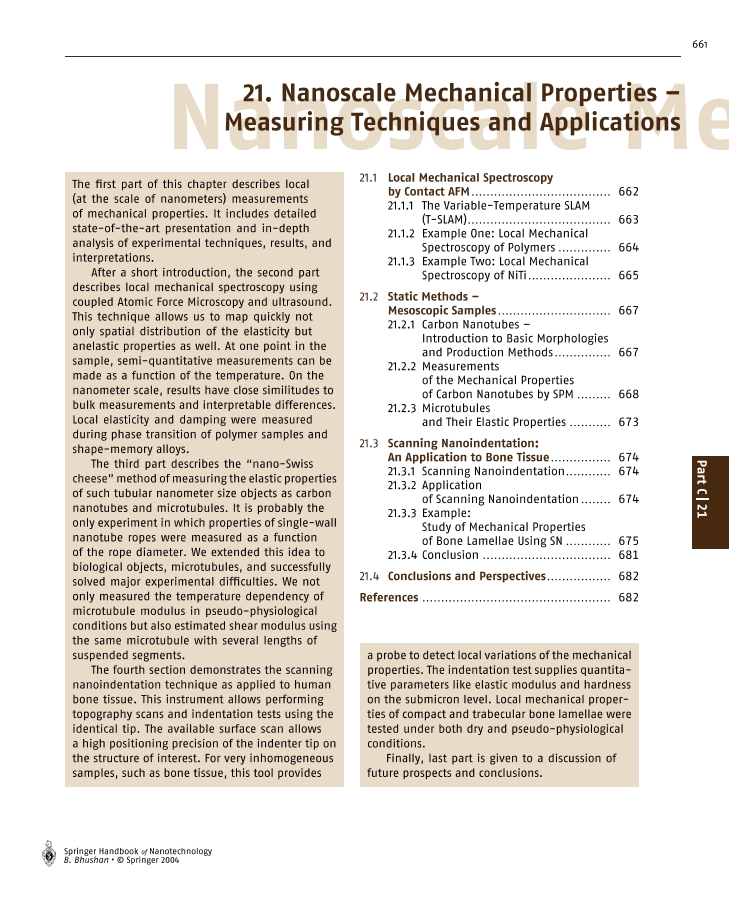 661
21. Nanoscale Mechanical Properties –
Measuring Techniques and Applications
Nanoscale Me
The first part of this chapter describes local
(at the scale of nanometers) measurements
of mechanical properties. It includes detailed
state-of-the-art presentation and in-depth
analysis of experimental techniques, results, and
interpretations.
After a short introduction, the second part
describes local mechanical spectroscopy using
coupled Atomic Force Microscopy and ultrasound.
This technique allows us to map quickly not
only spatial distribution of the elasticity but
anelastic properties as well. At one point in the
sample, semi-quantitative measurements can be
made as a function of the temperature. On the
nanometer scale, results have close similitudes to
bulk measurements and interpretable differences.
Local elasticity and damping were measured
during phase transition of polymer samples and
shape-memory alloys.
The third part describes the “nano-Swiss
cheese” method of measuring the elastic properties
of such tubular nanometer size objects as carbon
nanotubes and microtubules. It is probably the
only experiment in which properties of single-wall
nanotube ropes were measured as a function
of the rope diameter. We extended this idea to
biological objects, microtubules, and successfully
solved major experimental difficulties. We not
only measured the temperature dependency of
microtubule modulus in pseudo-physiological
conditions but also estimated shear modulus using
the same microtubule with several lengths of
suspended segments.
The fourth section demonstrates the scanning
nanoindentation technique as applied to human
bone tissue. This instrument allows performing
topography scans and indentation tests using the
identical tip. The available surface scan allows
a high positioning precision of the indenter tip on
the structure of interest. For very inhomogeneous
samples, such as bone tissue, this tool provides
21.1 Local Mechanical Spectroscopy
by Contact AFM..................................... 662
21.1.1 The Variable-Temperature SLAM
(T-SLAM)...................................... 663
21.1.2 Example One: Local Mechanical
Spectroscopy of Polymers .............. 664
21.1.3 Example Two: Local Mechanical
Spectroscopy of NiTi...................... 665
21.2 Static Methods –
Mesoscopic Samples.............................. 667
21.2.1 Carbon Nanotubes –
Introduction to Basic Morphologies
and Production Methods............... 667
21.2.2 Measurements
of the Mechanical Properties
of Carbon Nanotubes by SPM ......... 668
21.2.3 Microtubules
and Their Elastic Properties ........... 673
21.3 Scanning Nanoindentation:
An Application to Bone Tissue................ 674
21.3.1 Scanning Nanoindentation............ 674
21.3.2 Application
of Scanning Nanoindentation ........ 674
21.3.3 Example:
Study of Mechanical Properties
of Bone Lamellae Using SN ............ 675
21.3.4 Conclusion .................................. 681
21.4 Conclusions and Perspectives................. 682
References .................................................. 682
a probe to detect local variations of the mechanical
properties. The indentation test supplies quantita-
tive parameters like elastic modulus and hardness
on the submicron level. Local mechanical proper-
ties of compact and trabecular bone lamellae were
tested under both dry and pseudo-physiological
conditions.
Finally, last part is given to a discussion of
future prospects and conclusions.
Part C | 21
Springer Handbook of Nanotechnology
B. Bhushan • © Springer 2004